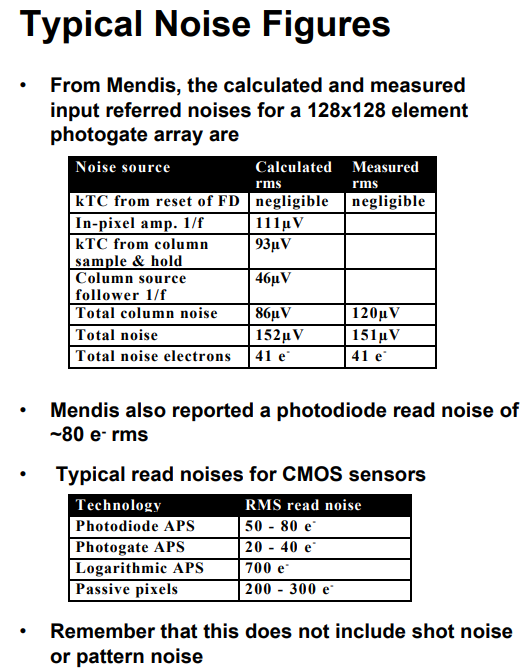 Typical Noise Figures
• From Mendis, the calculated and measured
input referred noises for a 128x128 element
photogate array are
Noise source Calculated Measured
rms rms
kTC from reset of FD negligible negligible
In-pixel amp. 1/f 111µV
kTC from column 93µV
sample & hold
Column source 46µV
follower 1/f
Total column noise 86µV 120µV
Total noise 152µV 151µV
Total noise electrons 41 e- 41 e-
• Mendis also reported a photodiode read noise of
~80 e- rms
• Typical read noises for CMOS sensors
Technology RMS read noise
Photodiode APS 50 - 80 e-
Photogate APS 20 - 40 e-
Logarithmic APS 700 e-
Passive pixels 200 - 300 e-
• Remember that this does not include shot noise
or pattern noise